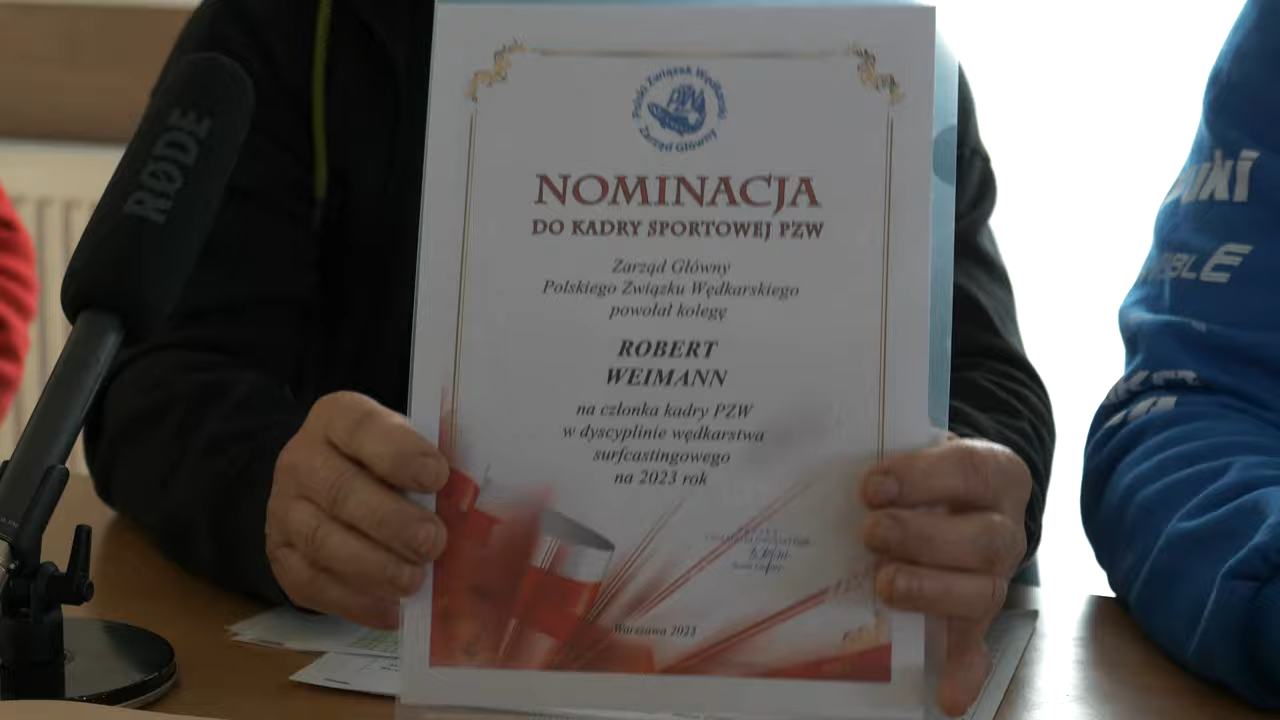 RØDE
Polski Związek Wędkarski
PZW
Zarząd Główny
NOMINACJA
DO KADRY SPORTOWEJ PZW
Zarząd Główny
Polskiego Związku Wędkarskiego
powołał kolegę
ROBERT
WEIMANN
na członka kadry PZW
w dyscyplinie wędkarstwa
surfcastingowego
na 2023 rok
Warszawa 2023